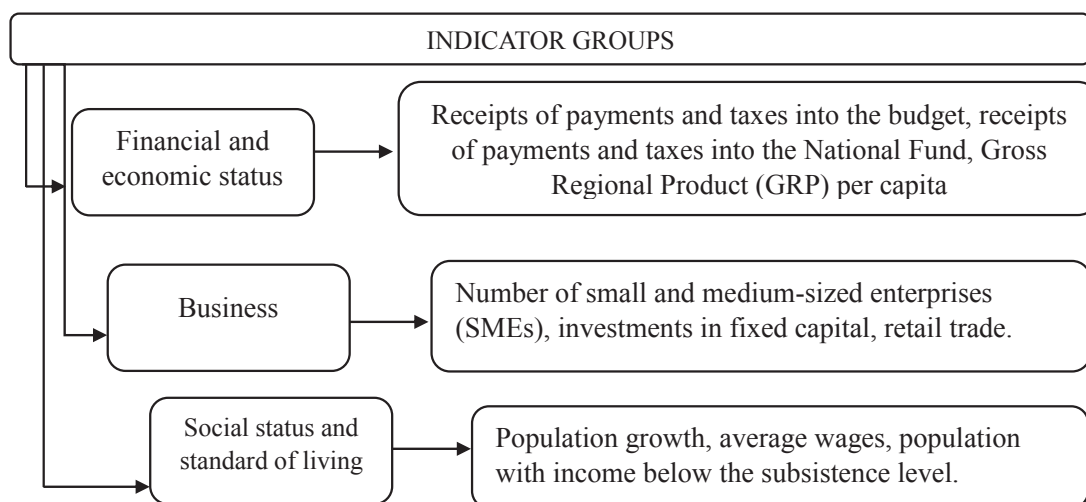 INDICATOR GROUPS
Financial and
economic status
Receipts of payments and taxes into the budget, receipts
of payments and taxes into the National Fund, Gross
Regional Product (GRP) per capita
Business
Number of small and medium-sized enterprises
(SMEs), investments in fixed capital, retail trade.
Social status and
standard of living
Population growth, average wages, population
with income below the subsistence level.